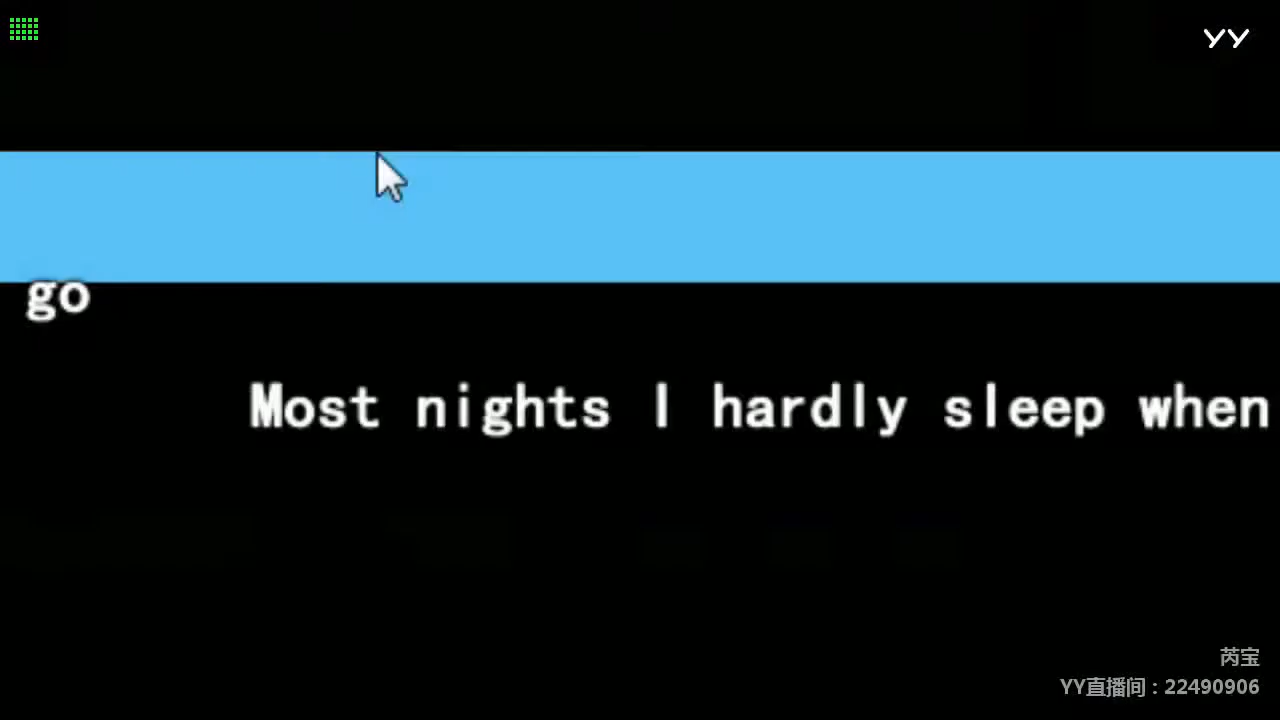 YY
go
Most nights I hardly sleep when
芮宝
YY直播间：22490906